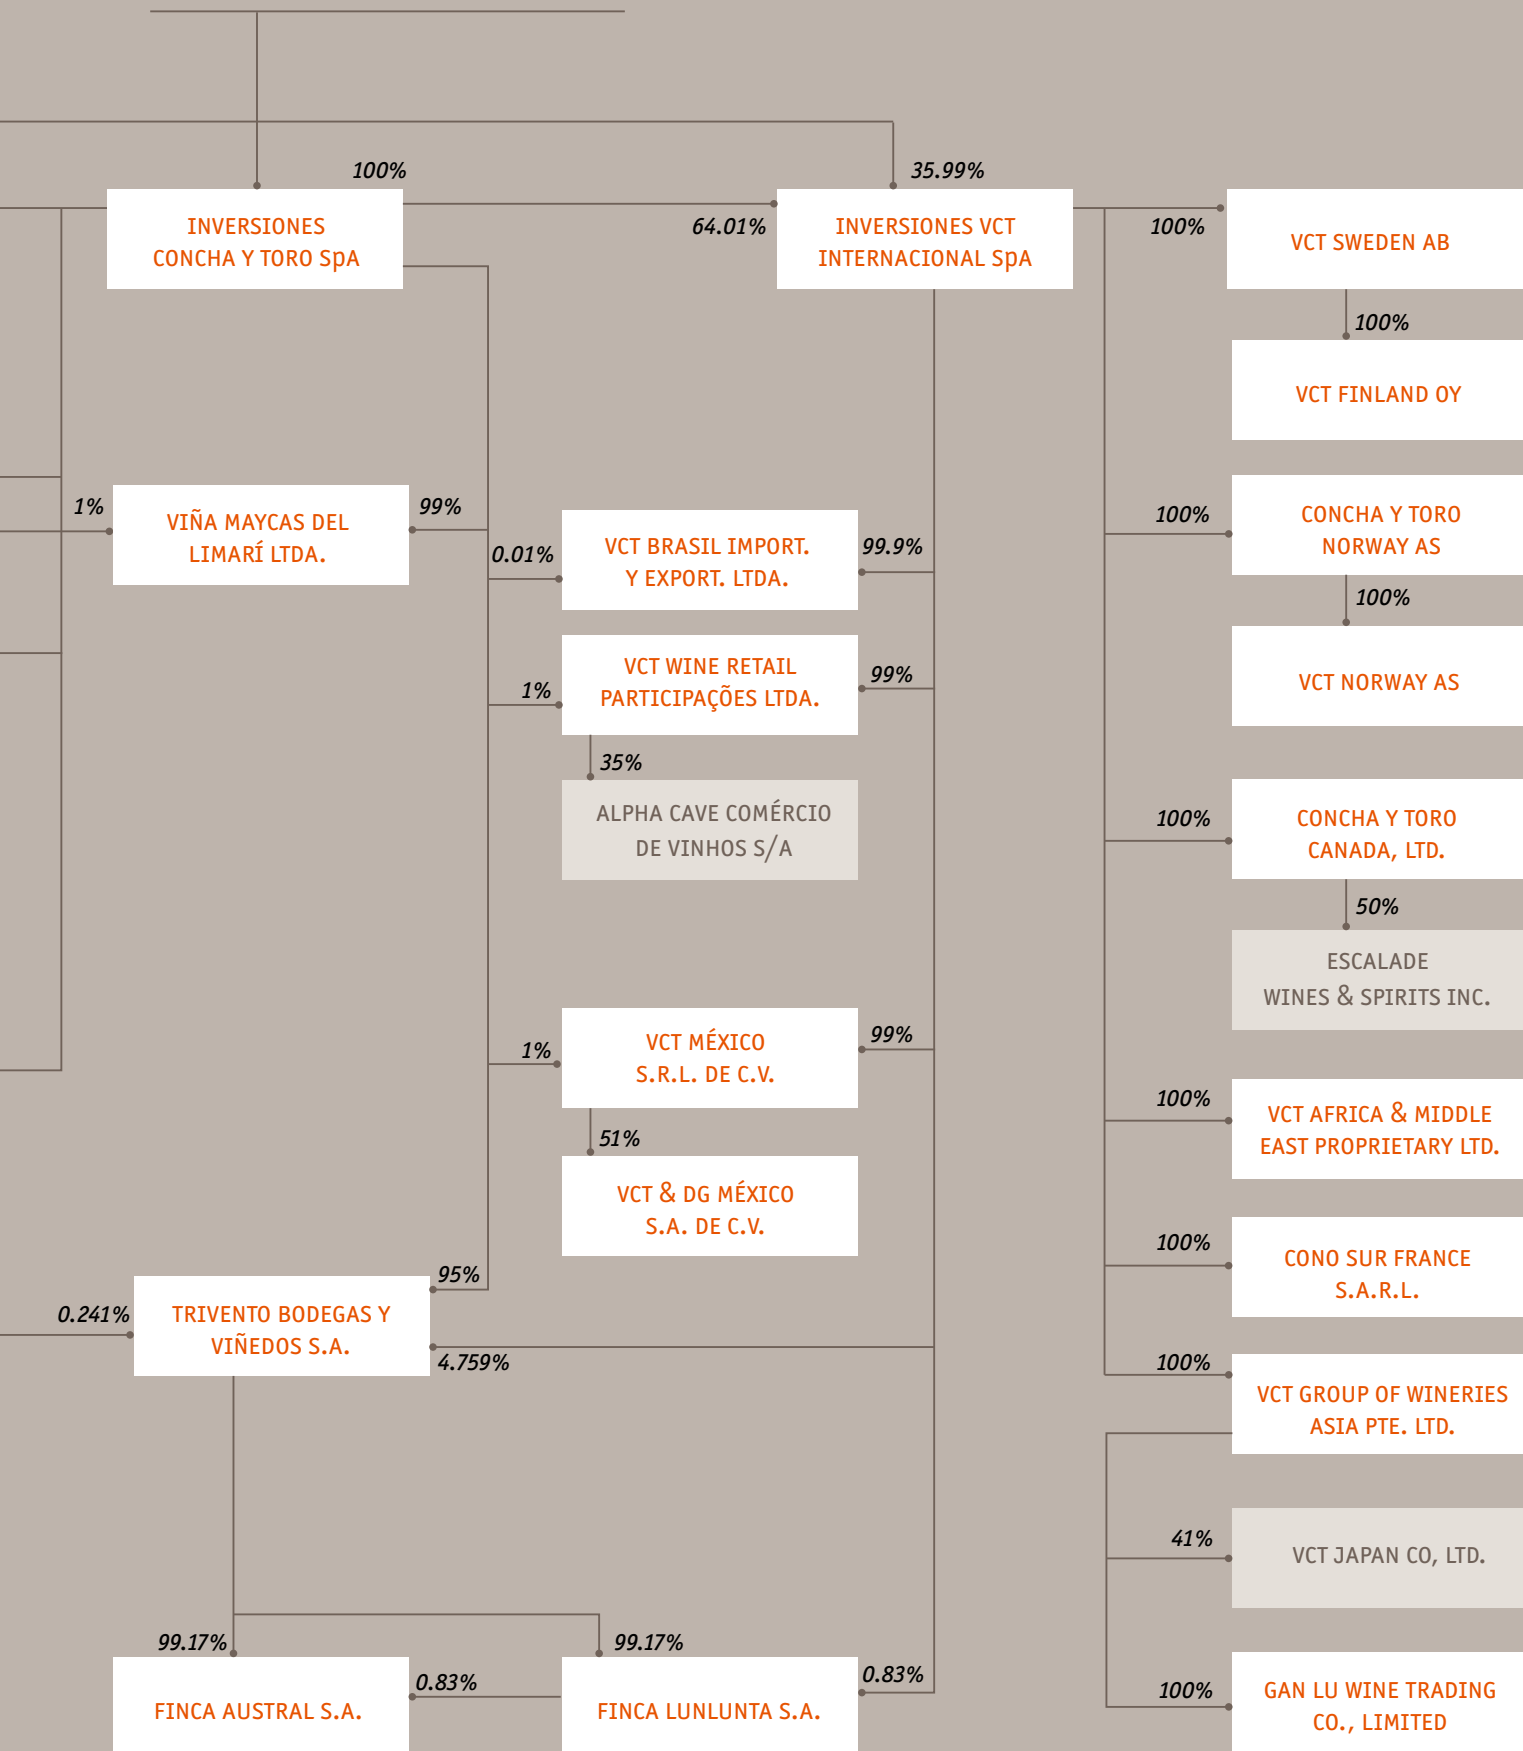 100%
35.99%
INVERSIONES
CONCHA Y TORO SpA
64.01%
INVERSIONES VCT
INTERNACIONAL SpA
100%
VCT SWEDEN AB
100%
VCT FINLAND OY
1%
VIÑA MAYCAS DEL
LIMARÍ LTDA.
99%
0.01%
VCT BRASIL IMPORT.
Y EXPORT. LTDA.
99.9%
100%
CONCHA Y TORO
NORWAY AS
100%
VCT NORWAY AS
1%
VCT WINE RETAIL
PARTICIPAÇÕES LTDA.
99%
35%
ALPHA CAVE COMÉRCIO
DE VINHOS S/A
100%
CONCHA Y TORO
CANADA, LTD.
50%
ESCALADE
WINES & SPIRITS INC.
1%
VCT MÉXICO
S.R.L. DE C.V.
99%
51%
VCT & DG MÉXICO
S.A. DE C.V.
100%
VCT AFRICA & MIDDLE
EAST PROPRIETARY LTD.
100%
CONO SUR FRANCE
S.A.R.L.
95%
0.241%
TRIVENTO BODEGAS Y
VIÑEDOS S.A.
4.759%
100%
VCT GROUP OF WINERIES
ASIA PTE. LTD.
41%
VCT JAPAN CO, LTD.
99.17%
99.17%
FINCA AUSTRAL S.A.
0.83%
FINCA LUNLUNTA S.A.
0.83%
100%
GAN LU WINE TRADING
CO., LIMITED